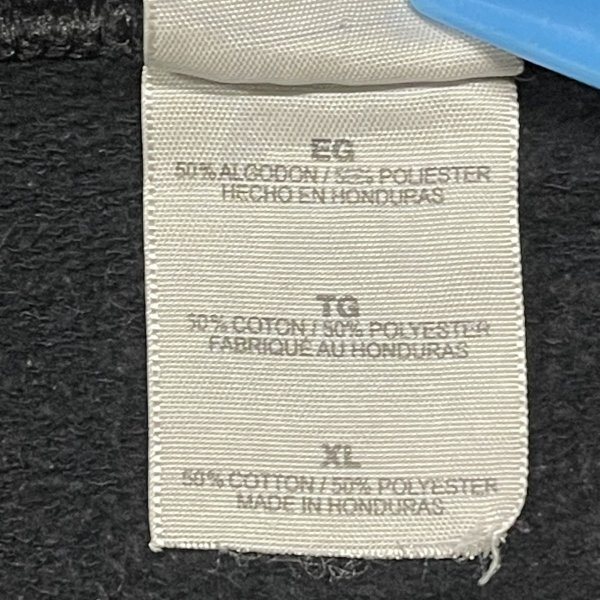 EG
50% ALGODON / 50% POLIESTER
HECHO EN HONDURAS
TG
50% COTON / 50% POLYESTER
FABRIQUÉ AU HONDURAS
XL
50% COTTON / 50% POLYESTER
MADE IN HONDURAS